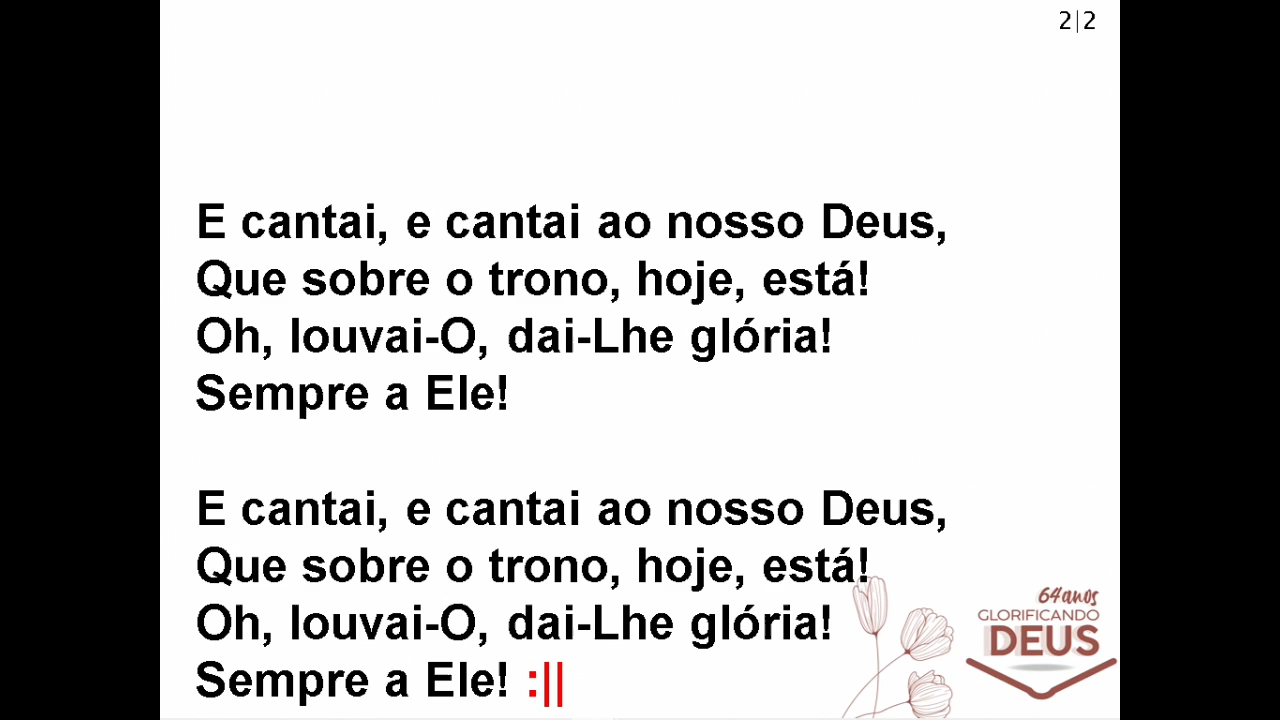 2|2
E cantai, e cantai ao nosso Deus,
Que sobre o trono, hoje, está!
Oh, louvai-O, dai-Lhe glória!
Sempre a Ele!
E cantai, e cantai ao nosso Deus,
Que sobre o trono, hoje, está!
Oh, louvai-O, dai-Lhe glória!
Sempre a Ele! :||
64anos
GLORIFICANDO
DEUS